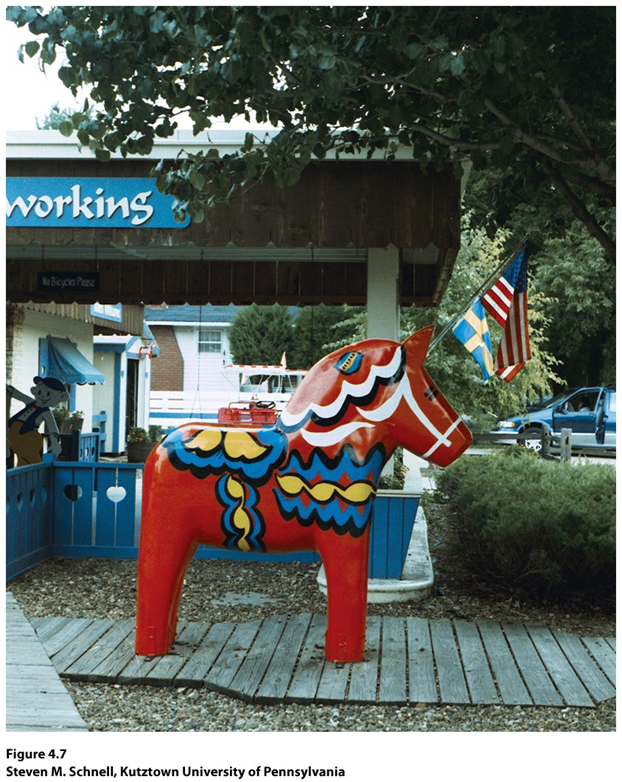 working
No Bicycles Please
Figure 4.7
Steven M. Schnell, Kutztown University of Pennsylvania